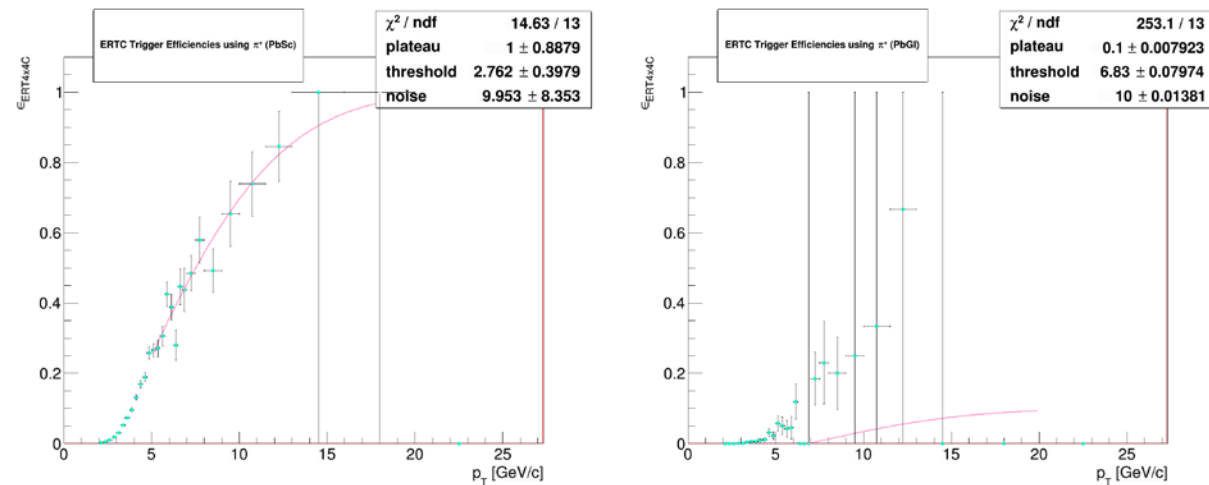 ERTC Trigger Efficiencies using π⁺ (PbSc)
χ² / ndf 14.63 / 13
plateau 1 ± 0.8879
threshold 2.762 ± 0.3979
noise 9.953 ± 8.353
ϵERT4x4C
1
0.8
0.6
0.4
0.2
0
0 5 10 15 20 25
pT [GeV/c]
ERTC Trigger Efficiencies using π⁺ (PbGl)
χ² / ndf 253.1 / 13
plateau 0.1 ± 0.007923
threshold 6.83 ± 0.07974
noise 10 ± 0.01381
ϵERT4x4C
1
0.8
0.6
0.4
0.2
0
0 5 10 15 20 25
pT [GeV/c]